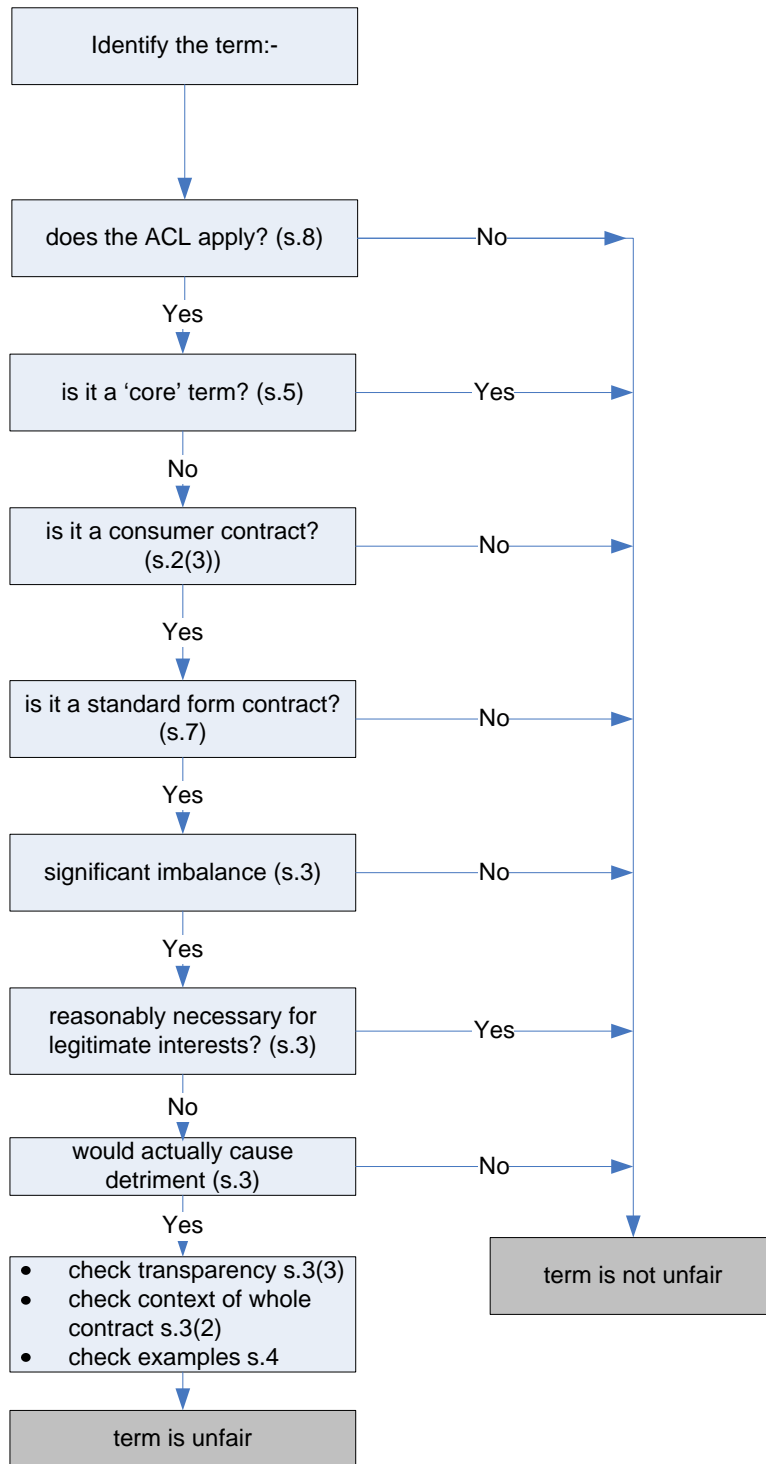 Identify the term:-
does the ACL apply? (s.8)
No
Yes
is it a ‘core’ term? (s.5)
Yes
No
is it a consumer contract?
(s.2(3))
No
Yes
is it a standard form contract?
(s.7)
No
Yes
significant imbalance (s.3)
No
Yes
reasonably necessary for
legitimate interests? (s.3)
Yes
No
would actually cause
detriment (s.3)
No
Yes
• check transparency s.3(3)
• check context of whole
contract s.3(2)
• check examples s.4
term is not unfair
term is unfair